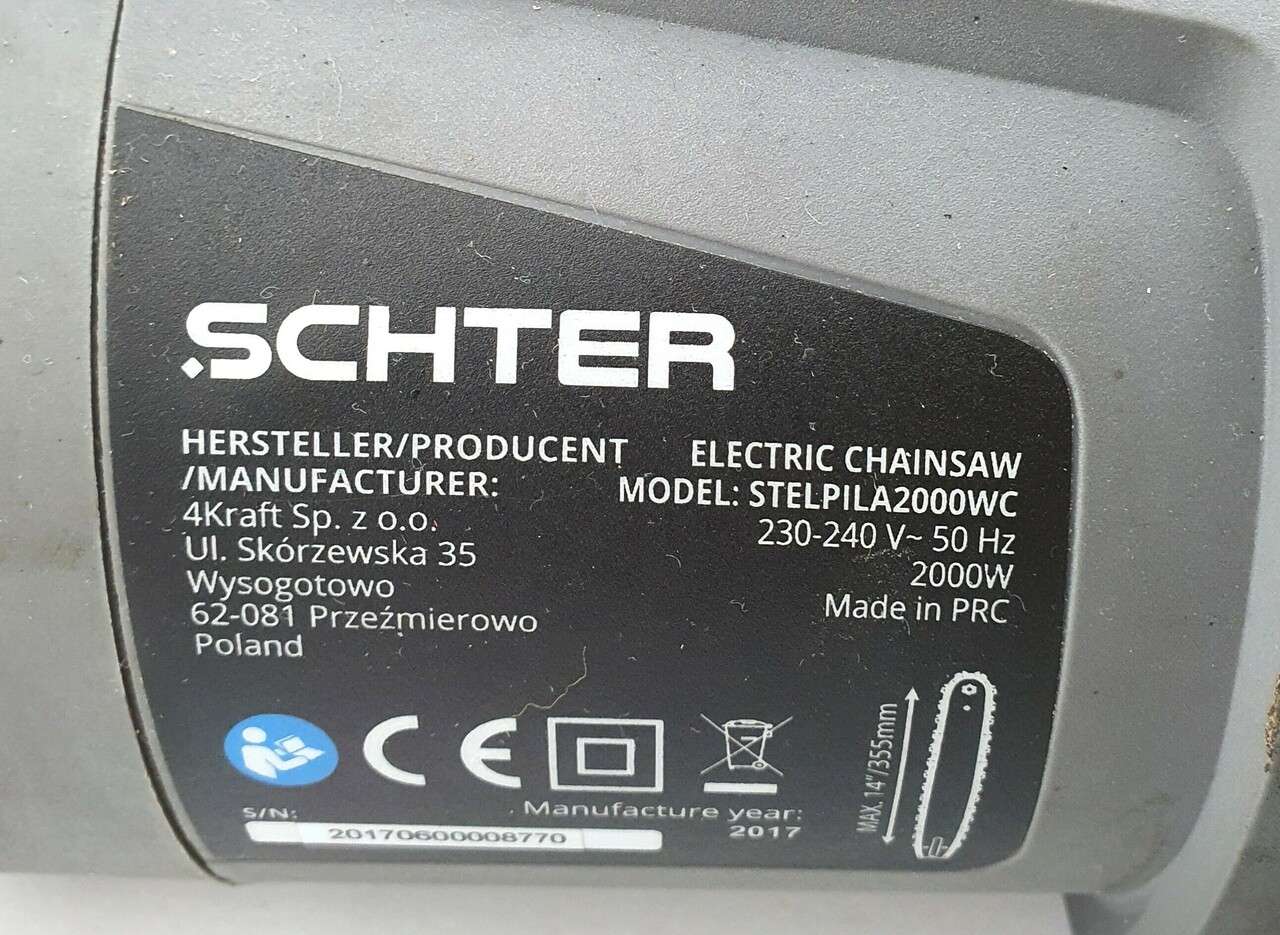 SCHTER
HERSTELLER/PRODUCENT
/MANUFACTURER:
4Kraft Sp. z o.o.
Ul. Skórzewska 35
Wysogotowo
62-081 Przeźmierowo
Poland
ELECTRIC CHAINSAW
MODEL: STELPILA2000WC
230-240 V~ 50 Hz
2000W
Made in PRC
CE
MAX. 14"/355mm
S/N:
20170600008770
Manufacture year:
2017